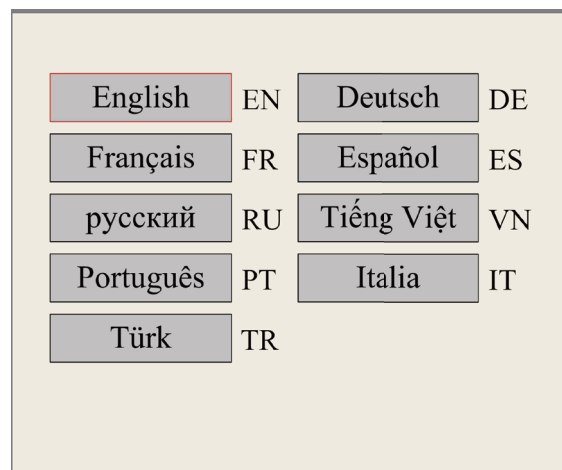 English EN Deutsch DE
Français FR Español ES
русский RU Tiếng Việt VN
Português PT Italia IT
Türk TR